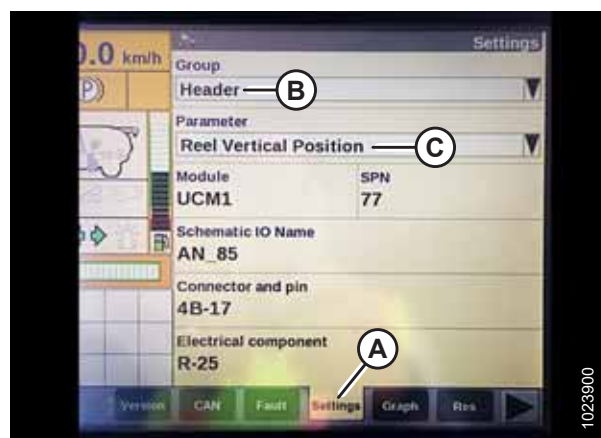 0.0 km/h
Settings
(P)
Group
Header
B
Parameter
Reel Vertical Position
C
Module
SPN
UCM1
77
Schematic IO Name
AN_85
Connector and pin
4B-17
Electrical component
R-25
A
Version
CAN
Fault
Settings
Graph
Res
1023900